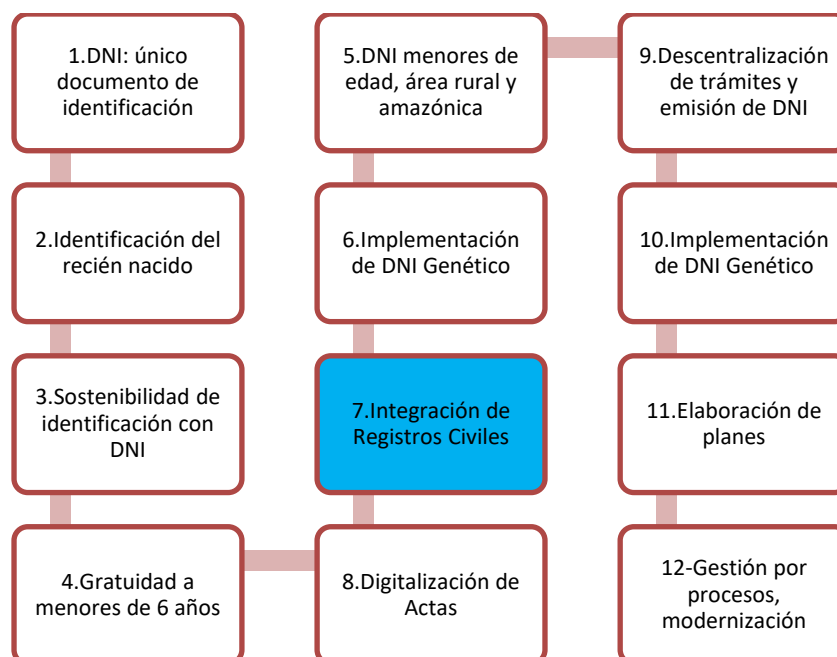 1.DNI: único
documento de
identificación
2.Identificación del
recién nacido
3.Sostenibilidad de
identificación con
DNI
4.Gratuidad a
menores de 6 años
5.DNI menores de
edad, área rural y
amazónica
6.Implementación
de DNI Genético
7.Integración de
Registros Civiles
8.Digitalización de
Actas
9.Descentralización
de trámites y
emisión de DNI
10.Implementación
de DNI Genético
11.Elaboración de
planes
12-Gestión por
procesos,
modernización